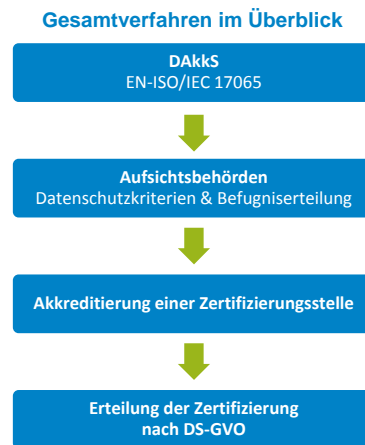 Gesamtverfahren im Überblick
DAkkS
EN-ISO/IEC 17065
Aufsichtsbehörden
Datenschutzkriterien & Befugniserteilung
Akkreditierung einer Zertifizierungsstelle
Erteilung der Zertifizierung
nach DS-GVO